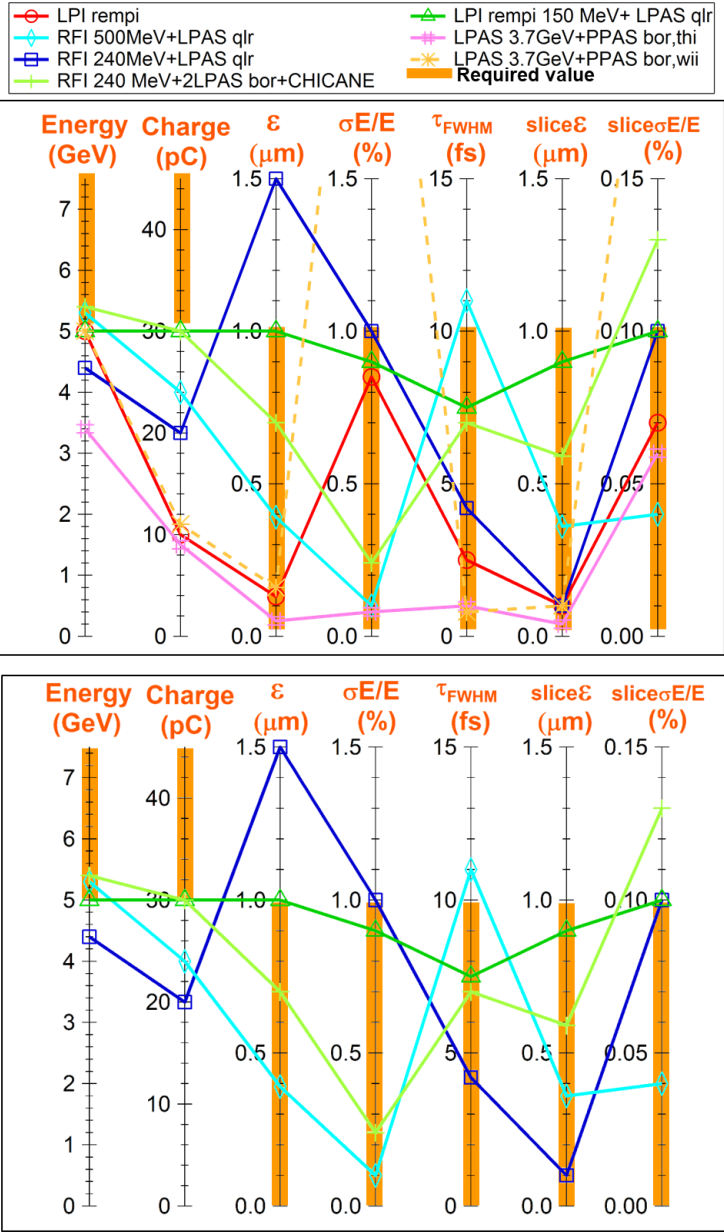 LPI rempi
RFI 500MeV+LPAS qlr
RFI 240MeV+LPAS qlr
RFI 240 MeV+2LPAS bor+CHICANE
LPI rempi 150 MeV+ LPAS qlr
LPAS 3.7GeV+PPAS bor,thi
LPAS 3.7GeV+PPAS bor,wii
Required value
Energy Charge ε σE/E τFWHM sliceε sliceσE/E
(GeV) (pC) (μm) (%) (fs) (μm) (%)
1.5 1.5 15 1.5 0.15
7
40
6
5 30 1.0 1.0 10 1.0 0.10
4
20
3
0.5 0.5 5 0.5 0.05
2
10
1
0 0 0.0 0.0 0 0.0 0.00
Energy Charge ε σE/E τFWHM sliceε sliceσE/E
(GeV) (pC) (μm) (%) (fs) (μm) (%)
1.5 1.5 15 1.5 0.15
7
40
6
5 30 1.0 1.0 10 1.0 0.10
4
20
3
0.5 0.5 5 0.5 0.05
2
10
1
0 0 0.0 0.0 0 0.0 0.00